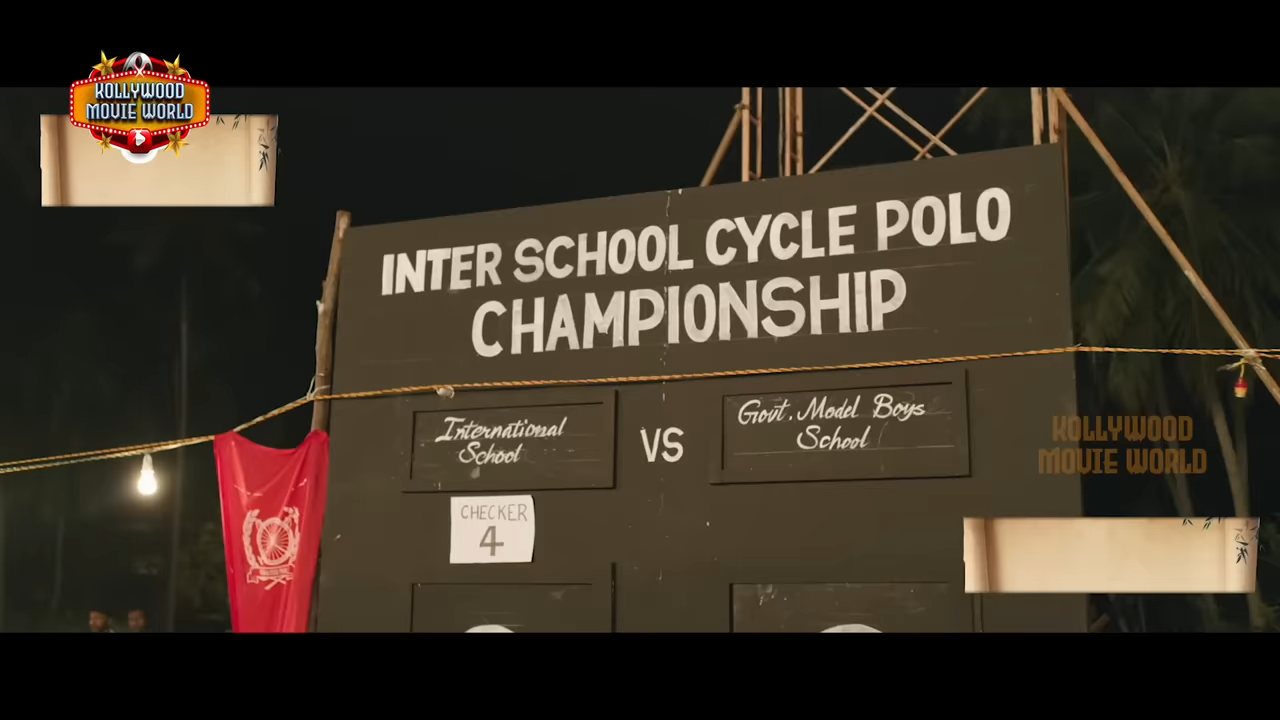 KOLLYWOOD
MOVIE WORLD
INTER SCHOOL CYCLE POLO
CHAMPIONSHIP
International
School
VS
Govt. Model Boys
School
CHECKER
4
KOLLYWOOD
MOVIE WORLD